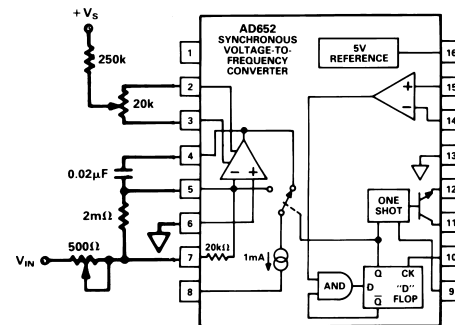 +VS
250k
20k
0.02µF
2mΩ
500Ω
VIN
AD652
SYNCHRONOUS
VOLTAGE-TO-
FREQUENCY
CONVERTER
5V
REFERENCE
1
2
3
4
5
6
7
8
16
15
14
13
12
11
10
9
+
−
−
+
20kΩ
1mA
ONE
SHOT
AND
Q
CK
D
"D"
FLOP
Q̅